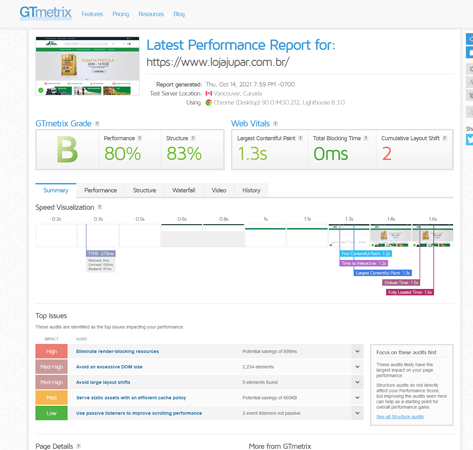 GTmetrix
Features
Pricing
Resources
Blog
Latest Performance Report for:
https://www.lojajupar.com.br/
Report generated: Thu, Oct 14, 2021 7:59 PM -0700
Test Server Location: Vancouver, Canada
Using: Chrome (Desktop) 90.0.4430.212, Lighthouse 8.3.0
GTmetrix Grade ?
Web Vitals ?
B
Performance ?
80%
Structure ?
83%
Largest Contentful Paint ?
1.3s
Total Blocking Time ?
0ms
Cumulative Layout Shift ?
2
Summary
Performance
Structure
Waterfall
Video
History
Speed Visualization ?
0.2s
0.3s
0.5s
0.6s
0.8s
1s
1.1s
1.3s
1.4s
1.6s
TTFB: 373ms
Redirect: 0ms
First Contentful Paint: 1.2s
Time to Interactive: 1.3s
Largest Contentful Paint: 1.3s
Onload Time: 1.5s
Fully Loaded Time: 1.6s
Top Issues
These audits are identified as the top issues impacting your performance.
IMPACT
AUDIT
High
Eliminate render-blocking resources
Potential savings of 899ms
Med-High
Avoid an excessive DOM size
2,234 elements
Med-High
Avoid large layout shifts
5 elements found
Med
Serve static assets with an efficient cache policy
Potential savings of 660KB
Low
Use passive listeners to improve scrolling performance
2 event listeners not passive
Focus on these audits first
These audits likely have the
largest impact on your page
performance.
Structure audits do not directly
affect your Performance Score,
but improving the audits seen here
can help as a starting point for
overall performance gains.
See all Structure audits
Page Details ?
More from GTmetrix